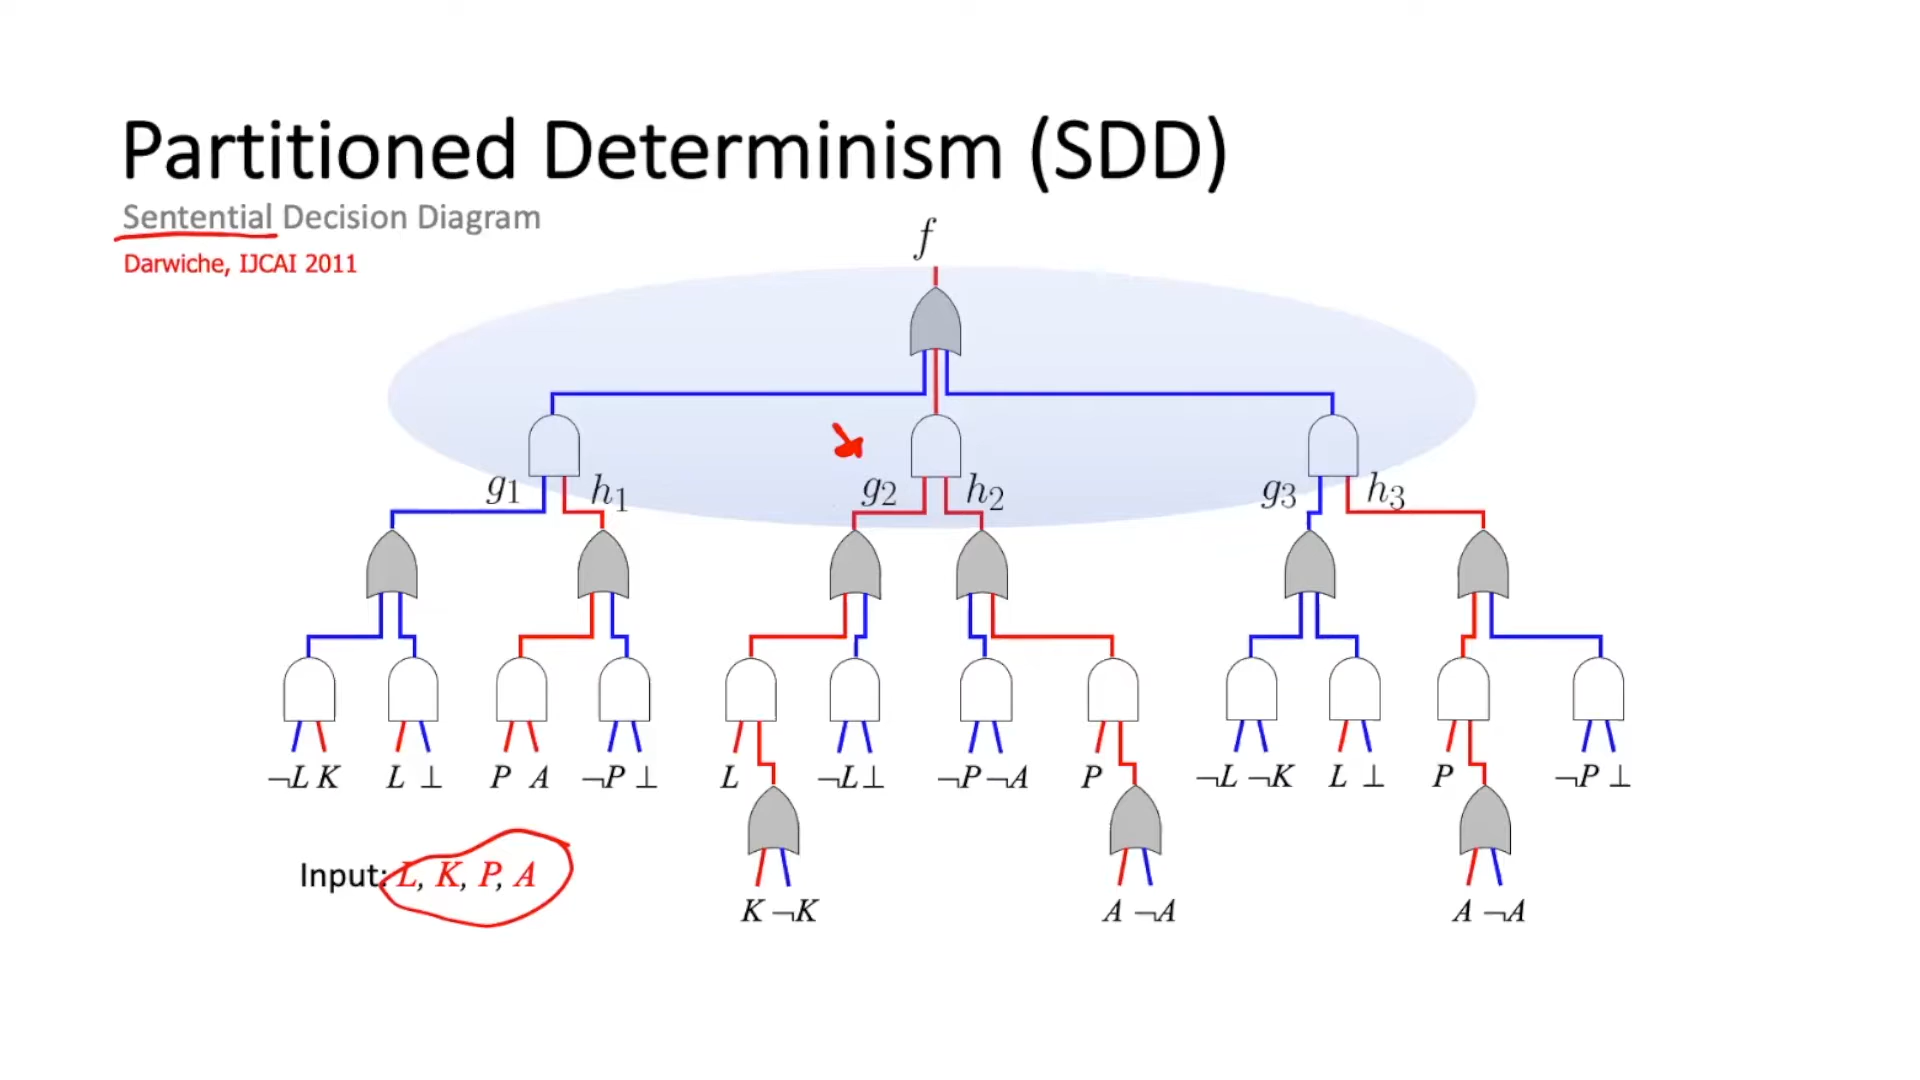 Partitioned Determinism (SDD)
Sentential Decision Diagram
Darwiche, IJCAI 2011
f
g1 h1 g2 h2 g3 h3
¬L K L ⊥ P A ¬P ⊥ L ¬L ⊥ ¬P ¬A P ¬L ¬K L ⊥ P ¬P ⊥
Input: L, K, P, A
K ¬K A ¬A A ¬A